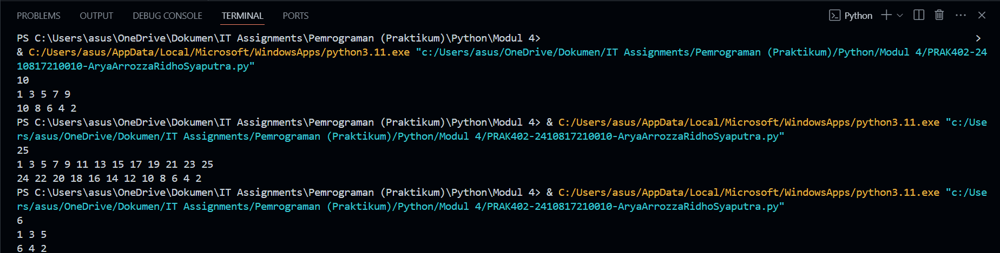 PROBLEMS OUTPUT DEBUG CONSOLE TERMINAL PORTS Python
PS C:\Users\asus\OneDrive\Dokumen\IT Assignments\Pemrograman (Praktikum)\Python\Modul 4> >
& C:/Users/asus/AppData/Local/Microsoft/WindowsApps/python3.11.exe "c:/Users/asus/OneDrive/Dokumen/IT Assignments/Pemrograman (Praktikum)/Python/Modul 4/PRAK402-24
10817210010-AryaArrozzaRidhoSyaputra.py"
10
1 3 5 7 9
10 8 6 4 2
PS C:\Users\asus\OneDrive\Dokumen\IT Assignments\Pemrograman (Praktikum)\Python\Modul 4> & C:/Users/asus/AppData/Local/Microsoft/WindowsApps/python3.11.exe "c:/Use
rs/asus/OneDrive/Dokumen/IT Assignments/Pemrograman (Praktikum)/Python/Modul 4/PRAK402-2410817210010-AryaArrozzaRidhoSyaputra.py"
25
1 3 5 7 9 11 13 15 17 19 21 23 25
24 22 20 18 16 14 12 10 8 6 4 2
PS C:\Users\asus\OneDrive\Dokumen\IT Assignments\Pemrograman (Praktikum)\Python\Modul 4> & C:/Users/asus/AppData/Local/Microsoft/WindowsApps/python3.11.exe "c:/Use
rs/asus/OneDrive/Dokumen/IT Assignments/Pemrograman (Praktikum)/Python/Modul 4/PRAK402-2410817210010-AryaArrozzaRidhoSyaputra.py"
6
1 3 5
6 4 2